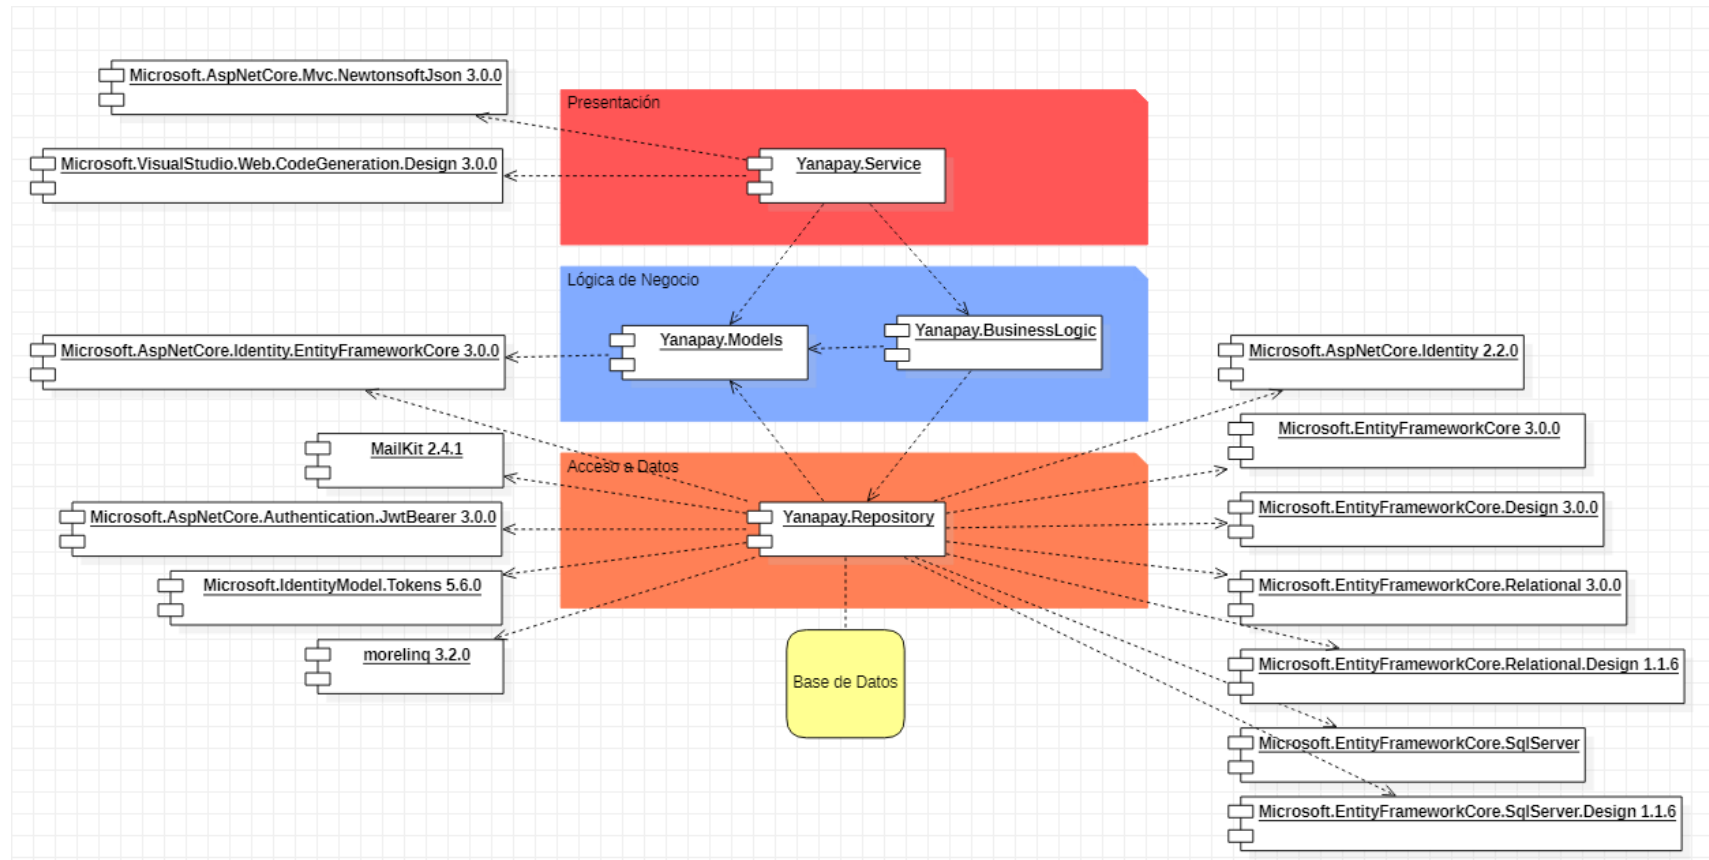 Microsoft.AspNetCore.Mvc.NewtonsoftJson 3.0.0
Presentación
Microsoft.VisualStudio.Web.CodeGeneration.Design 3.0.0
Yanapay.Service
Lógica de Negocio
Yanapay.Models
Yanapay.BusinessLogic
Microsoft.AspNetCore.Identity.EntityFrameworkCore 3.0.0
Microsoft.AspNetCore.Identity 2.2.0
Microsoft.EntityFrameworkCore 3.0.0
MailKit 2.4.1
Acceso a Datos
Microsoft.EntityFrameworkCore.Design 3.0.0
Microsoft.AspNetCore.Authentication.JwtBearer 3.0.0
Yanapay.Repository
Microsoft.IdentityModel.Tokens 5.6.0
Microsoft.EntityFrameworkCore.Relational 3.0.0
morelinq 3.2.0
Microsoft.EntityFrameworkCore.Relational.Design 1.1.6
Base de Datos
Microsoft.EntityFrameworkCore.SqlServer
Microsoft.EntityFrameworkCore.SqlServer.Design 1.1.6